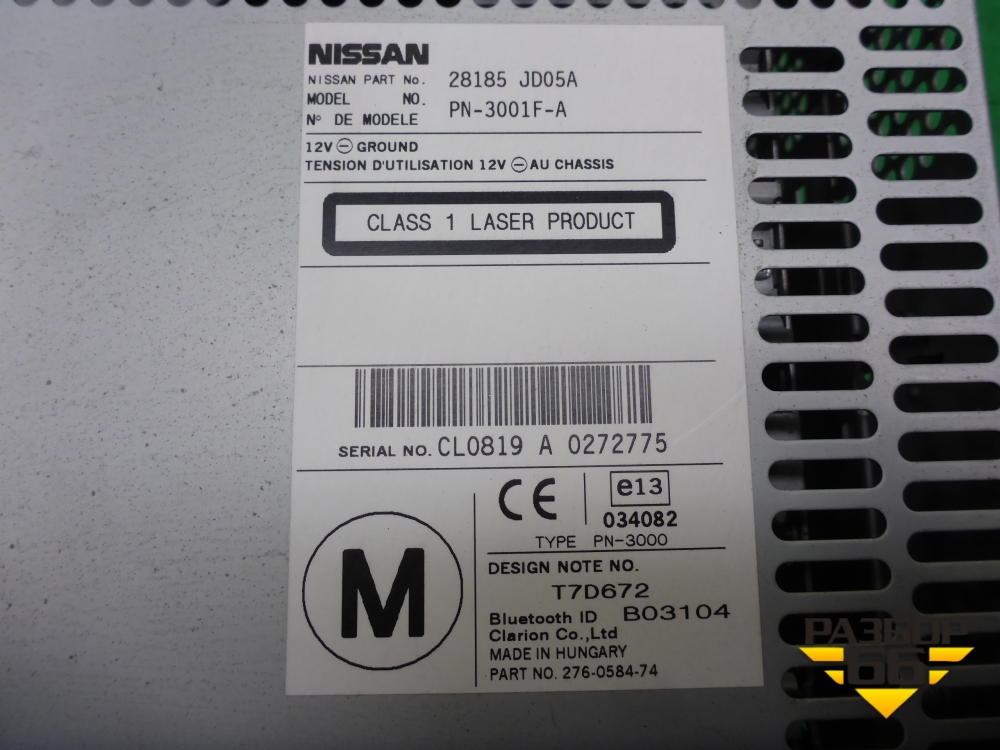 NISSAN
NISSAN PART No. 28185 JD05A
MODEL NO. PN-3001F-A
N° DE MODELE
12V ⊖ GROUND
TENSION D'UTILISATION 12V ⊖ AU CHASSIS
CLASS 1 LASER PRODUCT
SERIAL NO. CL0819 A 0272775
M
CE
e13
034082
TYPE PN-3000
DESIGN NOTE NO.
T7D672
Bluetooth ID B03104
Clarion Co.,Ltd
MADE IN HUNGARY
PART NO. 276-0584-74
РАЗБОР
66